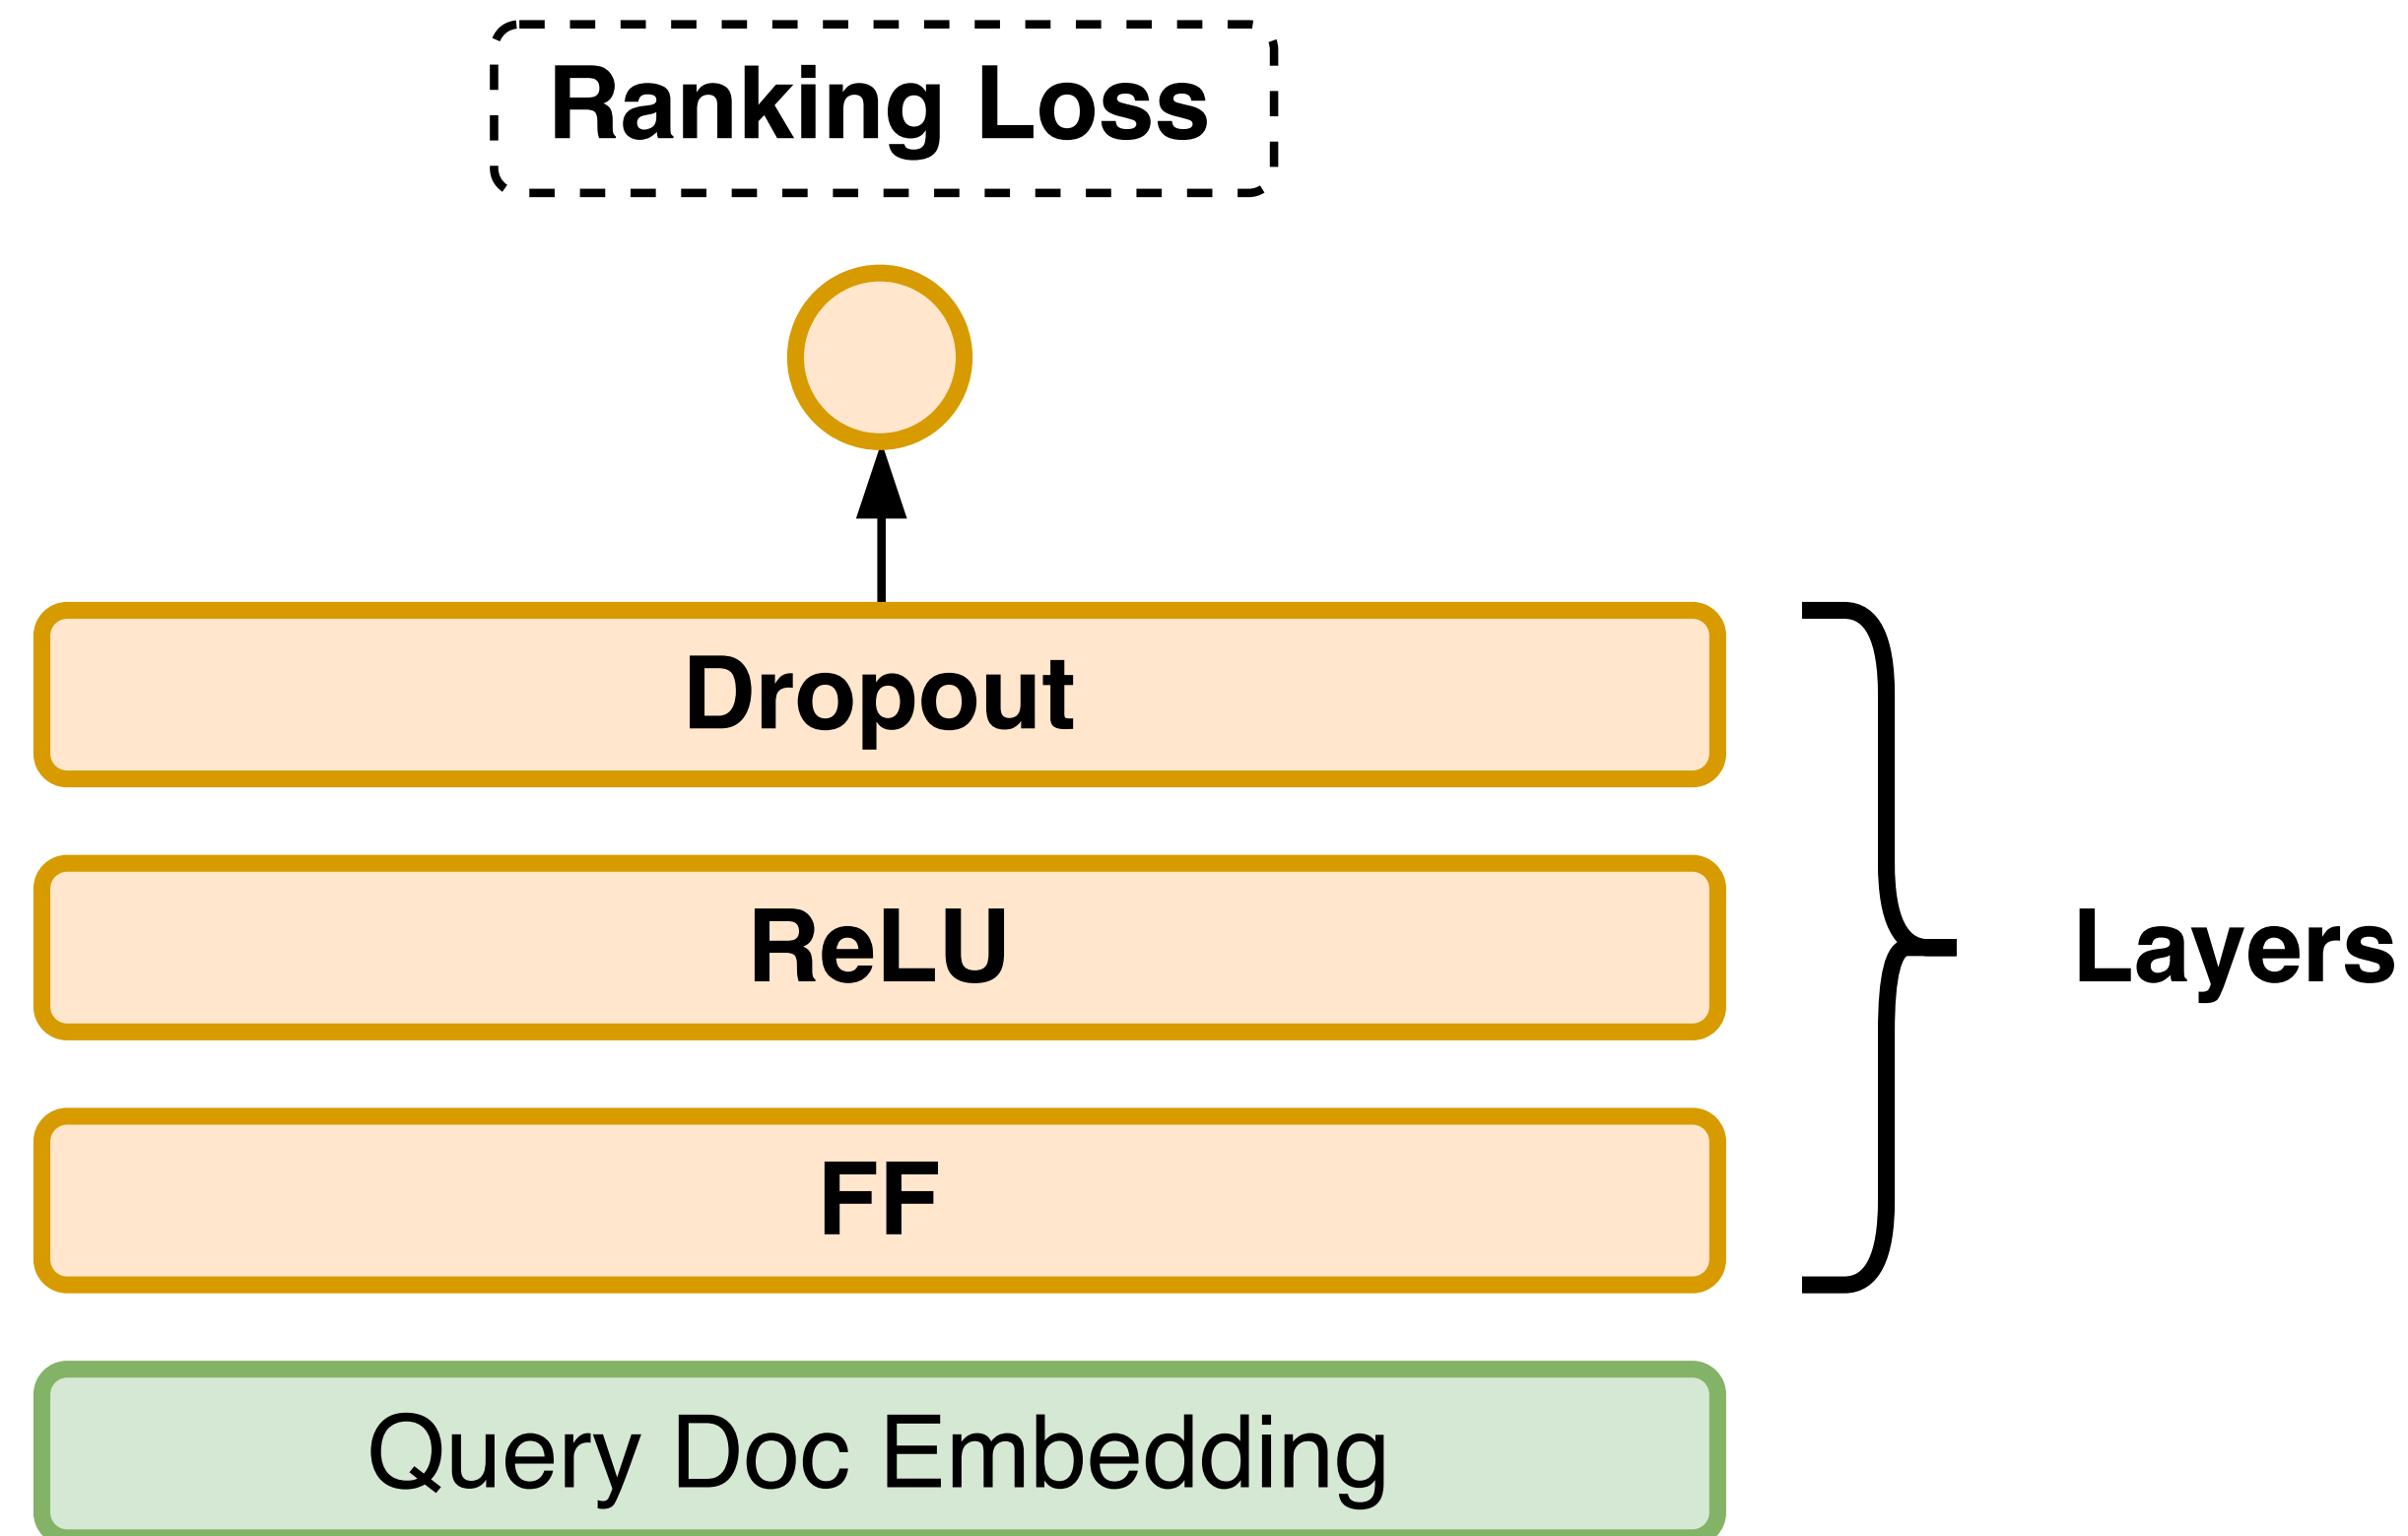 Ranking Loss
Dropout
ReLU
Layers
FF
Query Doc Embedding